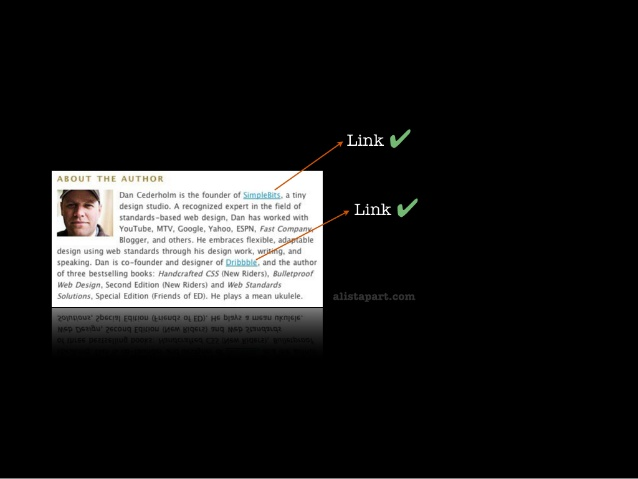 Link ✔
ABOUT THE AUTHOR
Dan Cederholm is the founder of SimpleBits, a tiny
design studio. A recognized expert in the field of
standards-based web design, Dan has worked with
YouTube, MTV, Google, Yahoo, ESPN, Fast Company,
Blogger, and others. He embraces flexible, adaptable
design using web standards through his design work, writing, and
speaking. Dan is co-founder and designer of Dribbble, and the author
of three bestselling books: Handcrafted CSS (New Riders), Bulletproof
Web Design, Second Edition (New Riders) and Web Standards
Solutions, Special Edition (Friends of ED). He plays a mean ukulele.
Link ✔
alistapart.com